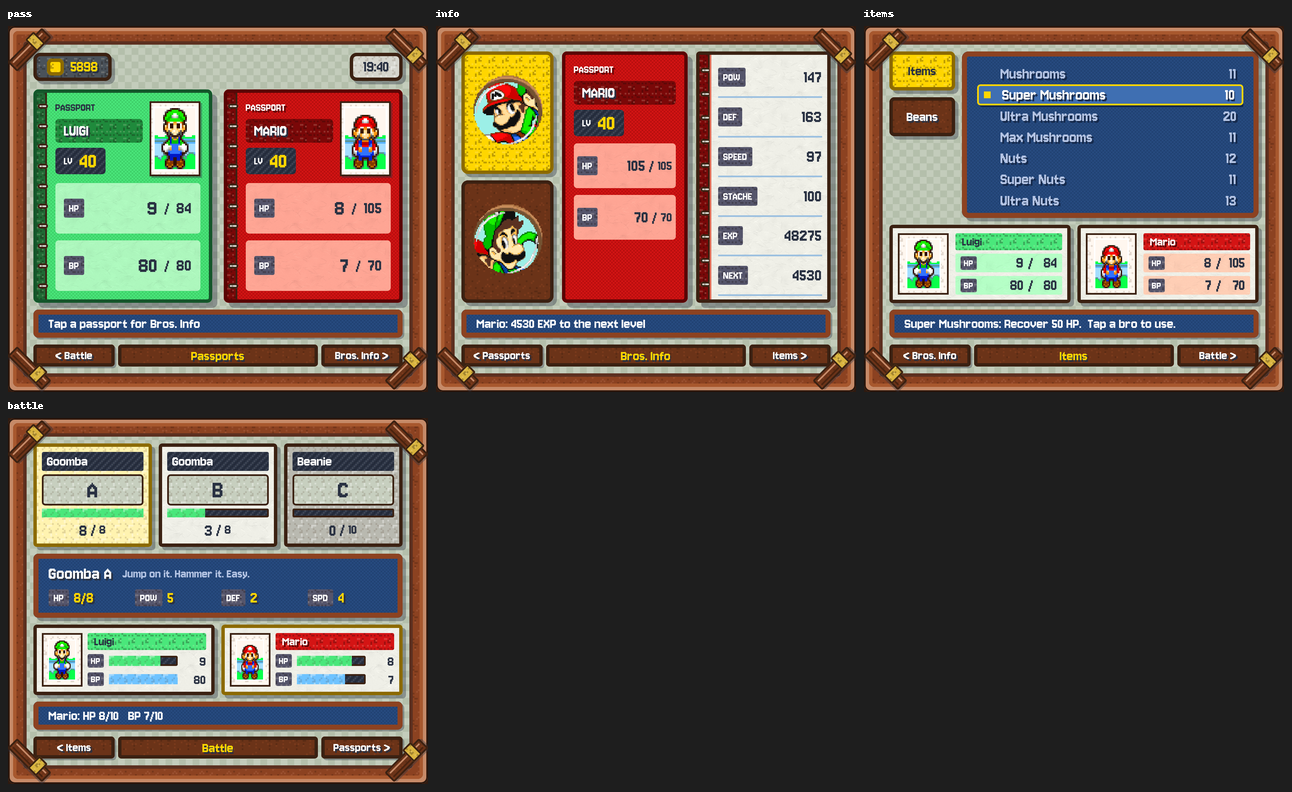 pass
5898
19:40
PASSPORT
LUIGI
LV 40
HP 9 / 84
BP 80 / 80
PASSPORT
MARIO
LV 40
HP 8 / 105
BP 7 / 70
Tap a passport for Bros. Info
< Battle
Passports
Bros. Info >
info
PASSPORT
MARIO
LV 40
HP 105 / 105
BP 70 / 70
POW 147
DEF 163
SPEED 97
STACHE 100
EXP 48275
NEXT 4530
Mario: 4530 EXP to the next level
< Passports
Bros. Info
Items >
items
Items
Beans
Mushrooms 11
Super Mushrooms 10
Ultra Mushrooms 20
Max Mushrooms 11
Nuts 12
Super Nuts 11
Ultra Nuts 13
Luigi
HP 9 / 84
BP 80 / 80
Mario
HP 8 / 105
BP 7 / 70
Super Mushrooms: Recover 50 HP. Tap a bro to use.
< Bros. Info
Items
Battle >
battle
Goomba
A
8 / 8
Goomba
B
3 / 8
Beanie
C
0 / 10
Goomba A Jump on it. Hammer it. Easy.
HP 8/8 POW 5 DEF 2 SPD 4
Luigi
HP 9
BP 80
Mario
HP 8
BP 7
Mario: HP 8/10 BP 7/10
< Items
Battle
Passports >